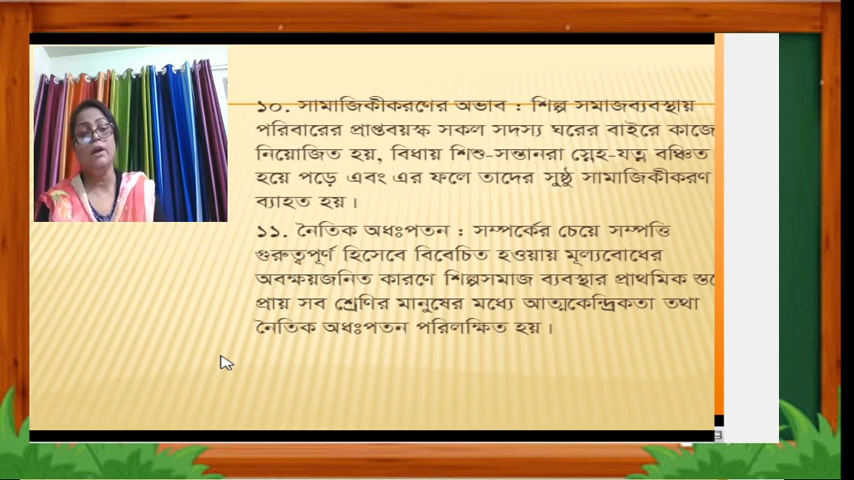 ১০. সামাজিকীকরণের অভাব : শিল্প সমাজব্যবস্থায়
পরিবারের প্রাপ্তবয়স্ক সকল সদস্য ঘরের বাইরে কাজে
নিয়োজিত হয়, বিধায় শিশু-সন্তানরা স্নেহ-যত্ন বঞ্চিত
হয়ে পড়ে এবং এর ফলে তাদের সুষ্ঠু সামাজিকীকরণ
ব্যাহত হয়।
১১. নৈতিক অধঃপতন : সম্পর্কের চেয়ে সম্পত্তি
গুরুত্বপূর্ণ হিসেবে বিবেচিত হওয়ায় মূল্যবোধের
অবক্ষয়জনিত কারণে শিল্পসমাজ ব্যবস্থার প্রাথমিক
প্রায় সব শ্রেণির মানুষের মধ্যে আত্মকেন্দ্রিকতা তথা
নৈতিক অধঃপতন পরিলক্ষিত হয়।